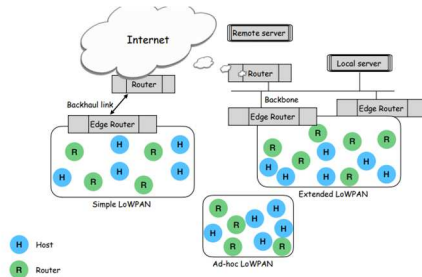 Internet
Remote server
Local server
Router
Router
Backhaul link
Backbone
Edge Router
Edge Router
Edge Router
H
R
R
H
H
H
R
R
H
Simple LoWPAN
R
R
R
H
H
R
H
H
R
H
R
H
Extended LoWPAN
R
H
H
R
H
H
R
H
R
Ad-hoc LoWPAN
H Host
R Router